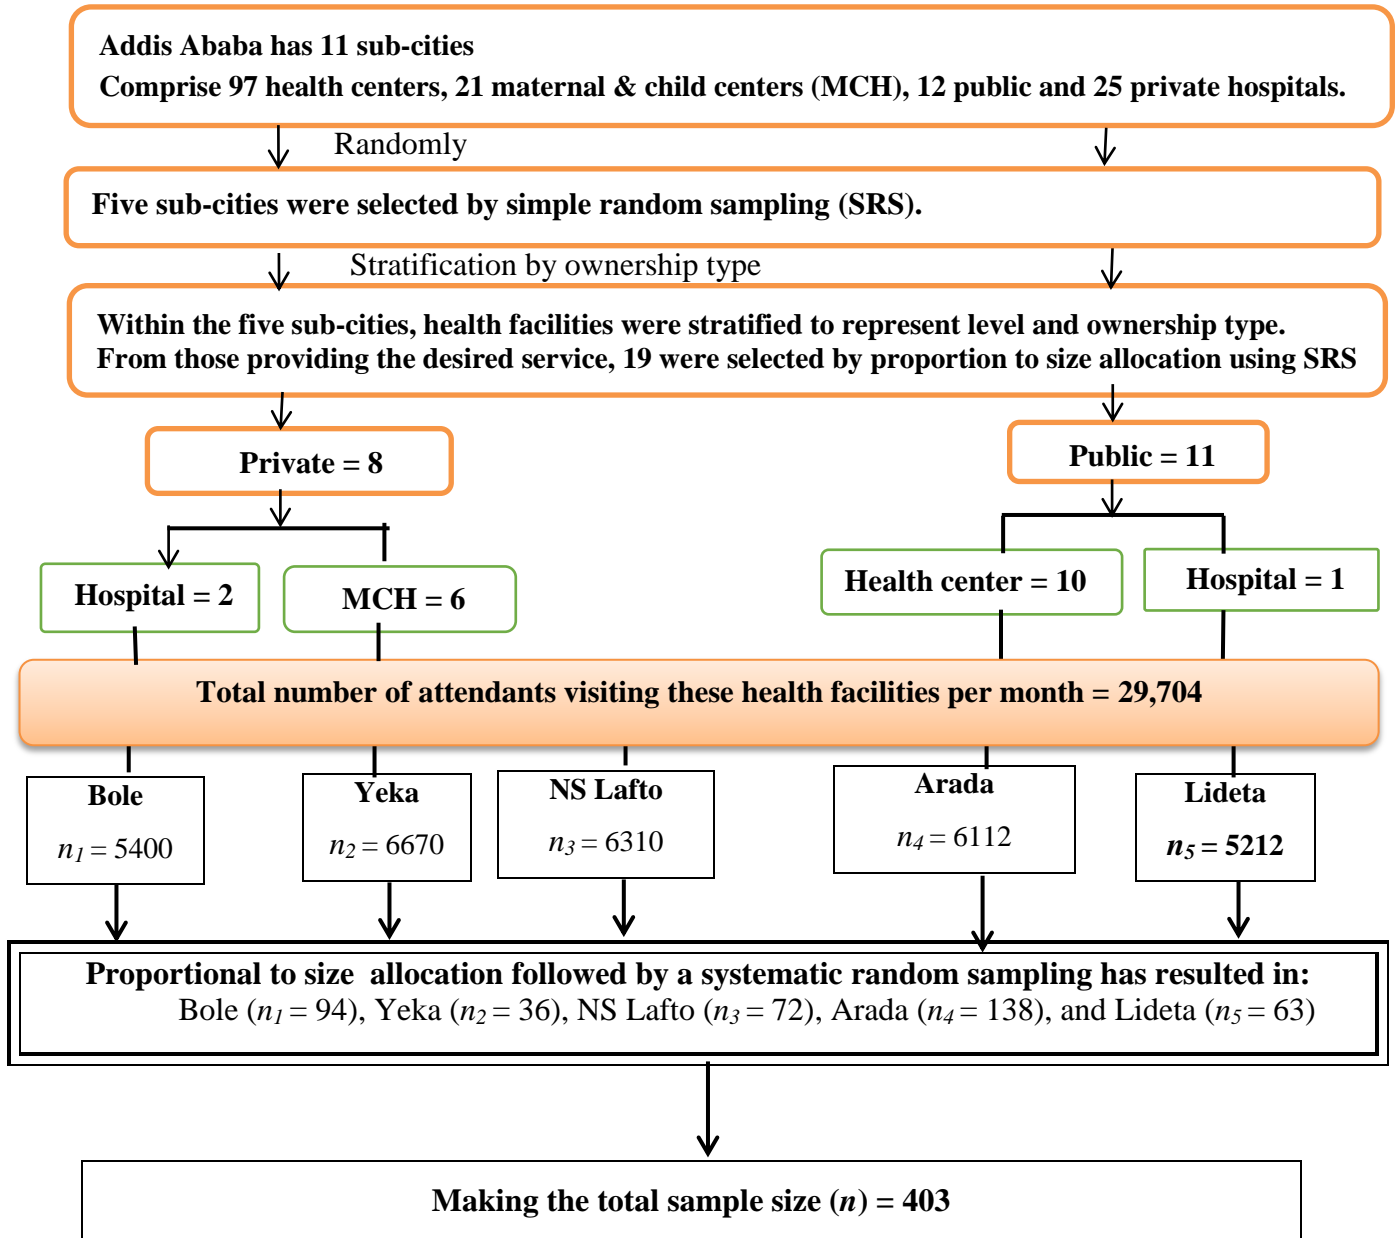 Addis Ababa has 11 sub-cities
Comprise 97 health centers, 21 maternal & child centers (MCH), 12 public and 25 private hospitals.
Randomly
Five sub-cities were selected by simple random sampling (SRS).
Stratification by ownership type
Within the five sub-cities, health facilities were stratified to represent level and ownership type.
From those providing the desired service, 19 were selected by proportion to size allocation using SRS
Private = 8
Public = 11
Hospital = 2
MCH = 6
Health center = 10
Hospital = 1
Total number of attendants visiting these health facilities per month = 29,704
Bole
n1 = 5400
Yeka
n2 = 6670
NS Lafto
n3 = 6310
Arada
n4 = 6112
Lideta
n5 = 5212
Proportional to size allocation followed by a systematic random sampling has resulted in:
Bole (n1 = 94), Yeka (n2 = 36), NS Lafto (n3 = 72), Arada (n4 = 138), and Lideta (n5 = 63)
Making the total sample size (n) = 403